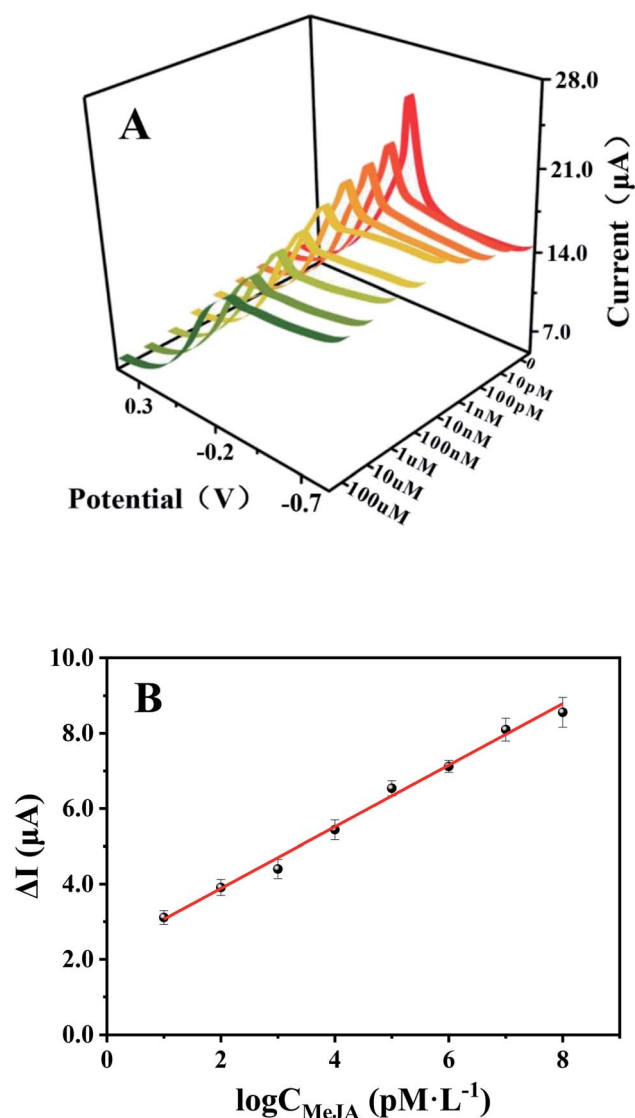 A
28.0
21.0
14.0
7.0
Current (μA)
0
10pM
100pM
1nM
10nM
100nM
1uM
10uM
100uM
0.3
-0.2
-0.7
Potential (V)
B
10.0
8.0
6.0
4.0
2.0
0.0
ΔI (μA)
0 2 4 6 8
logC_MeJA (pM·L⁻¹)